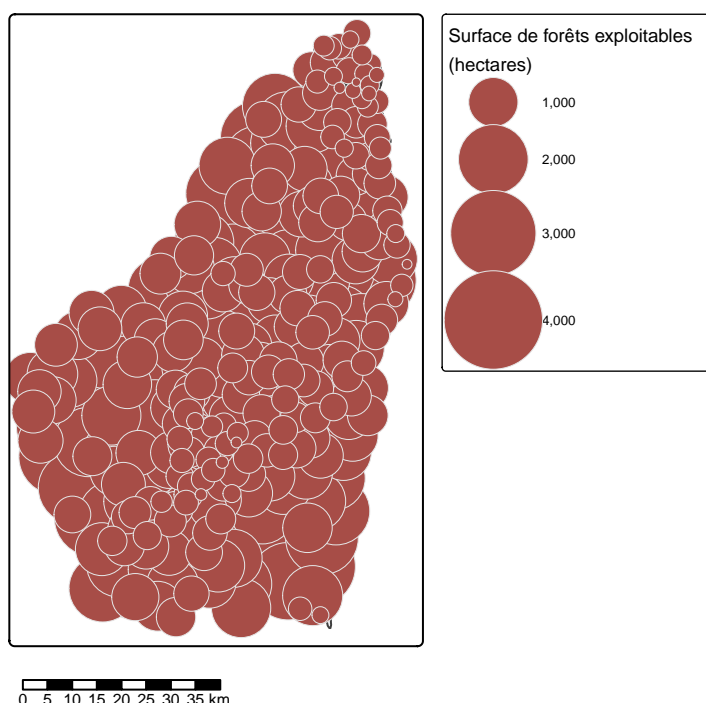 Surface de forêts exploitables
(hectares)
1,000
2,000
3,000
4,000
0 5 10 15 20 25 30 35 km